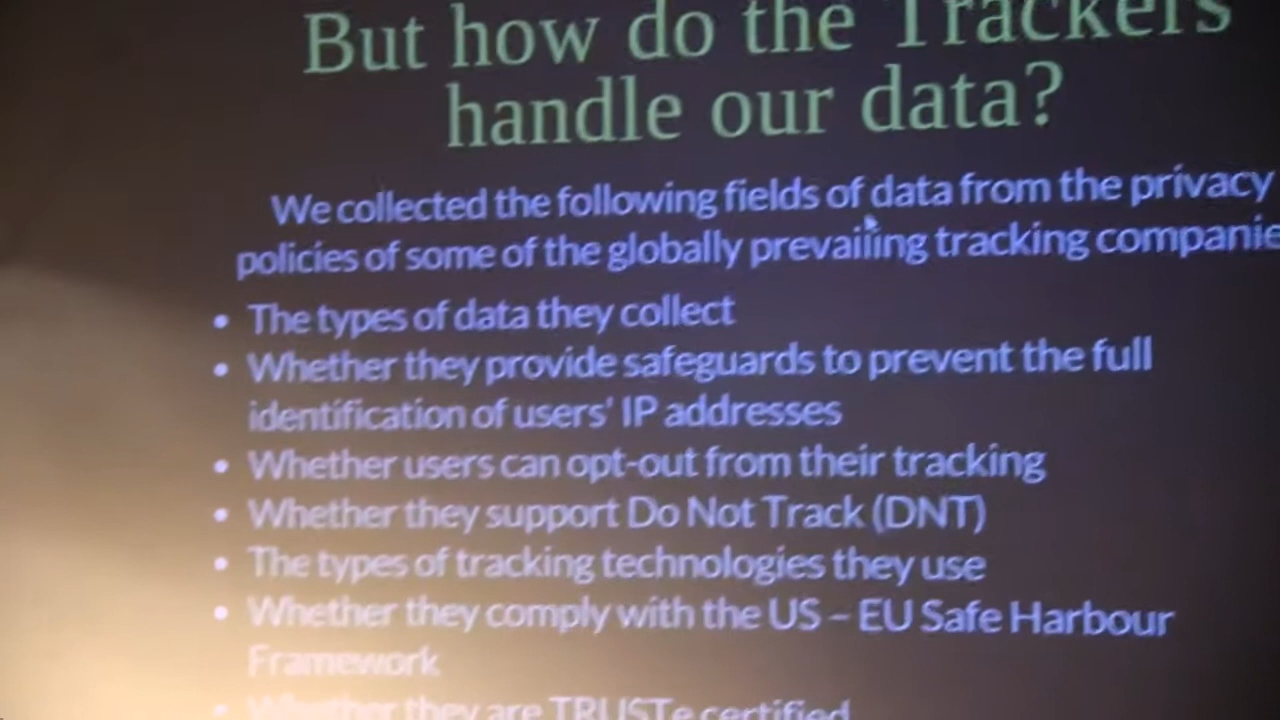 But how do the Trackers
handle our data?
We collected the following fields of data from the privacy
policies of some of the globally prevailing tracking companie
• The types of data they collect
• Whether they provide safeguards to prevent the full
identification of users' IP addresses
• Whether users can opt-out from their tracking
• Whether they support Do Not Track (DNT)
• The types of tracking technologies they use
• Whether they comply with the US – EU Safe Harbour
Framework
• Whether they are TRUSTe certified